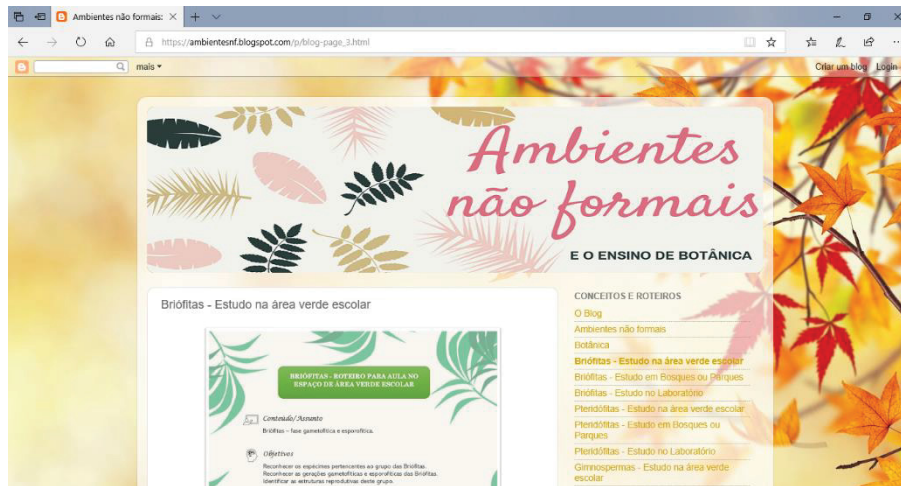 Ambientes não formais:
https://ambientesnf.blogspot.com/p/blog-page_3.html
mais
Criar um blog Login
Ambientes
não formais
E O ENSINO DE BOTÂNICA
Briófitas - Estudo na área verde escolar
BRIÓFITAS - ROTEIRO PARA AULA NO
ESPAÇO DE ÁREA VERDE ESCOLAR
Conteúdo/Assunto
Briófitas – fase gametofítica e esporofítica.
Objetivos
Reconhecer os espécimes pertencentes ao grupo das Briófitas.
Reconhecer as gerações gametofíticas e esporofíticas das Briófitas.
Identificar as estruturas reprodutivas deste grupo.
CONCEITOS E ROTEIROS
O Blog
Ambientes não formais
Botânica
Briófitas - Estudo na área verde escolar
Briófitas - Estudo em Bosques ou Parques
Briófitas - Estudo no Laboratório
Pteridófitas - Estudo na área verde escolar
Pteridófitas - Estudo em Bosques ou
Parques
Pteridófitas - Estudo no Laboratório
Gimnospermas - Estudo na área verde
escolar